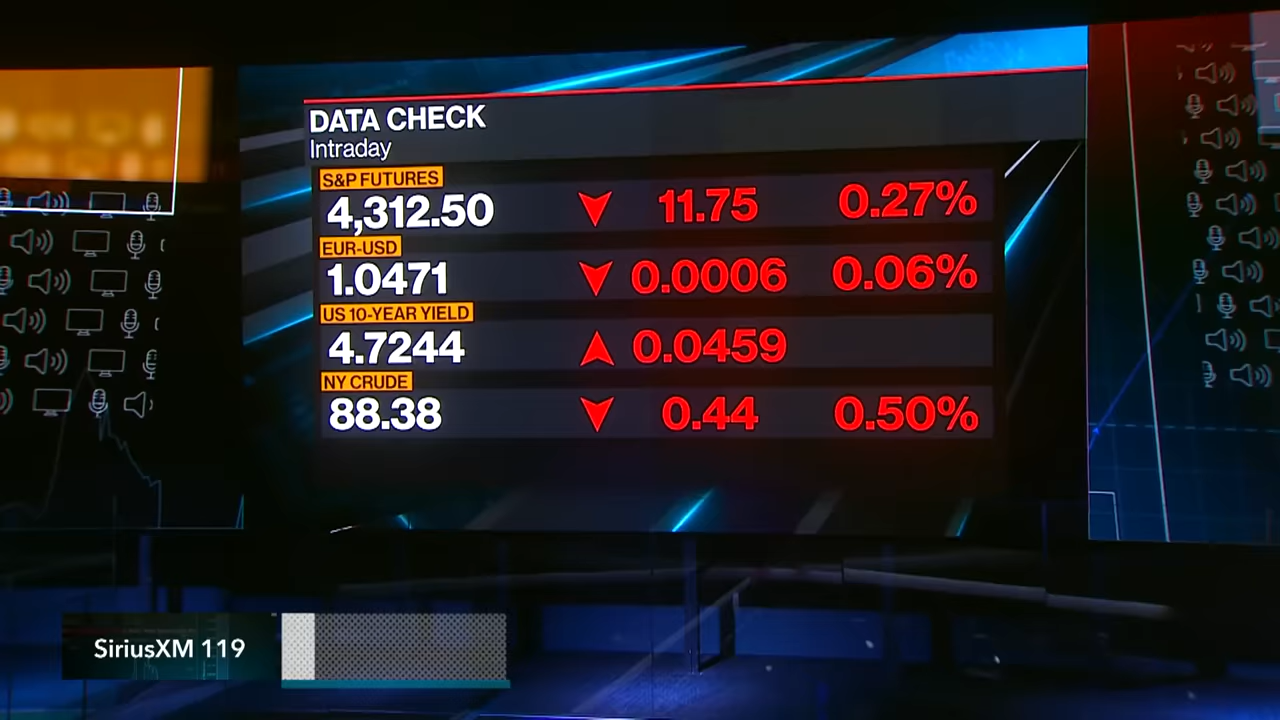 DATA CHECK
Intraday
S&P FUTURES
4,312.50 11.75 0.27%
EUR-USD
1.0471 0.0006 0.06%
US 10-YEAR YIELD
4.7244 0.0459
NY CRUDE
88.38 0.44 0.50%
SiriusXM 119